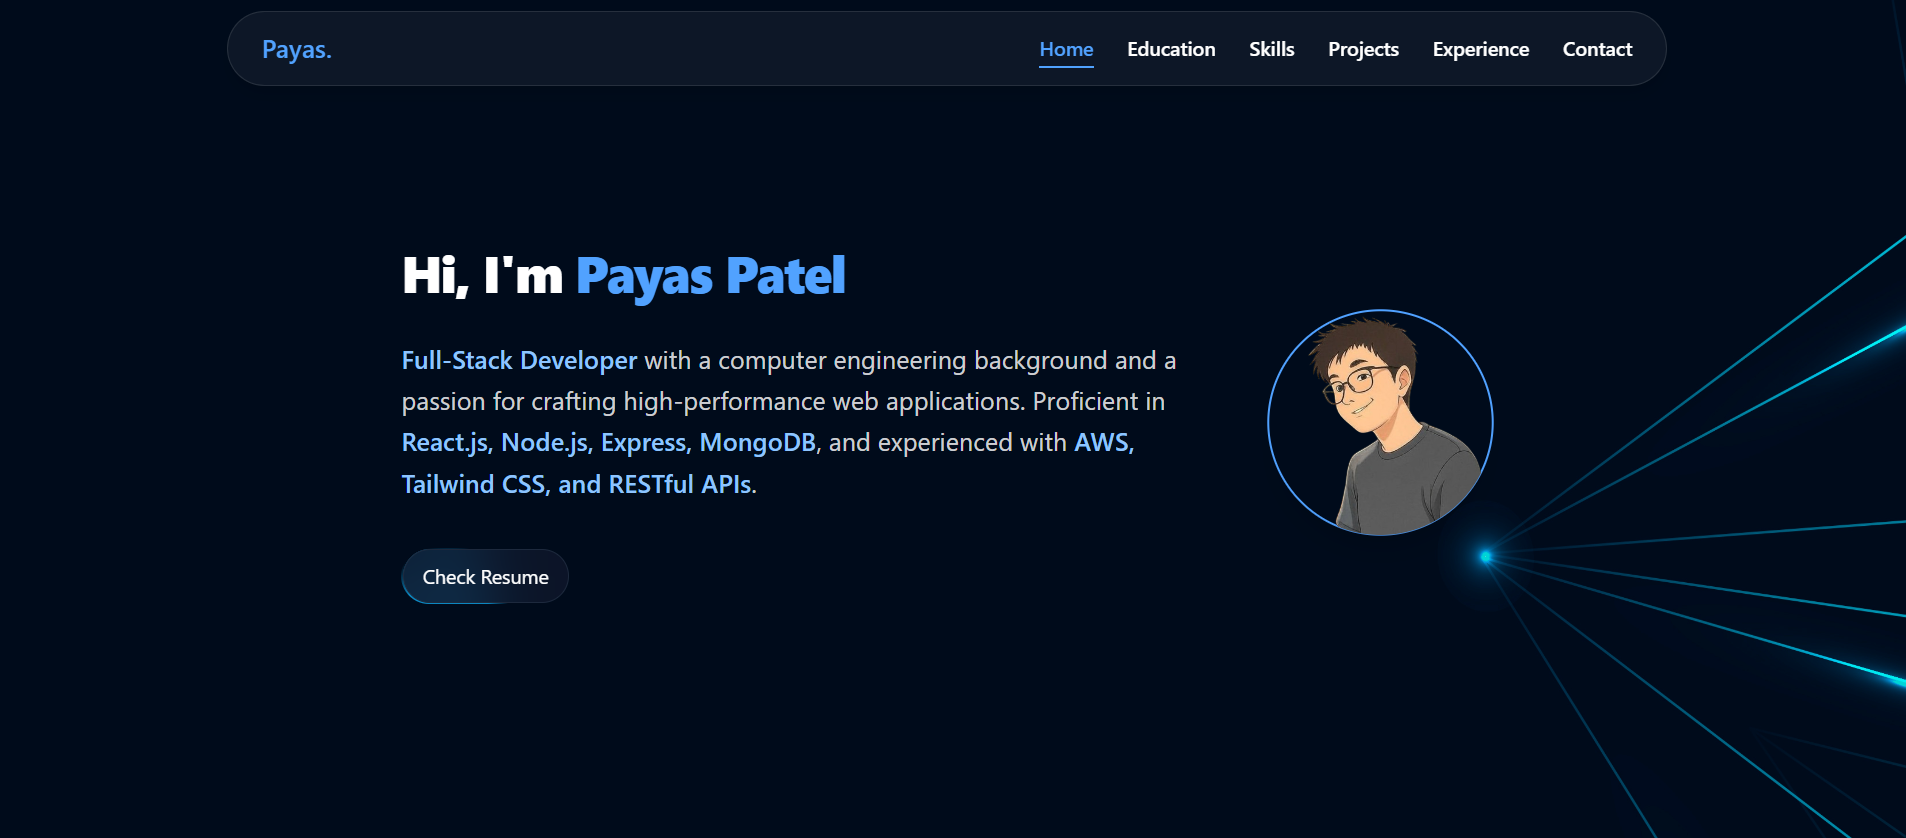 Payas.
Home Education Skills Projects Experience Contact
Hi, I'm Payas Patel
Full-Stack Developer with a computer engineering background and a
passion for crafting high-performance web applications. Proficient in
React.js, Node.js, Express, MongoDB, and experienced with AWS,
Tailwind CSS, and RESTful APIs.
Check Resume